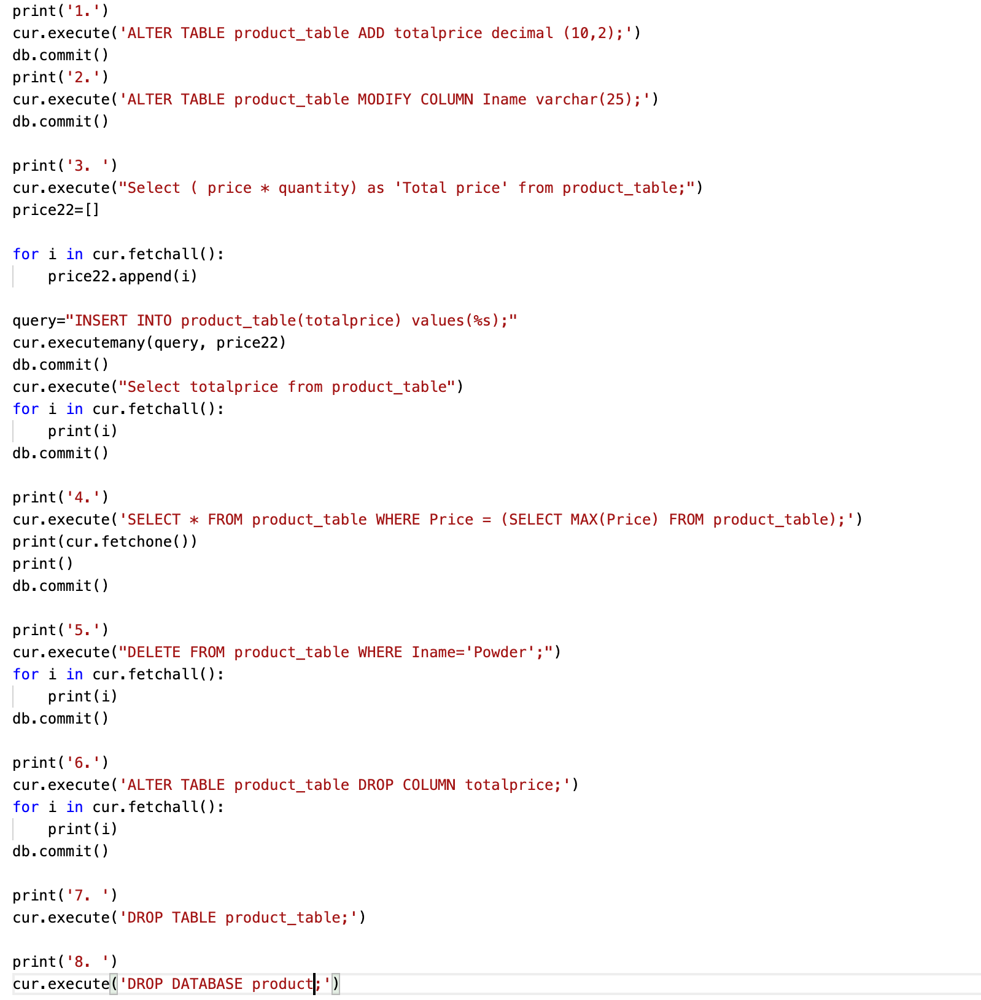 print('1.')
cur.execute('ALTER TABLE product_table ADD totalprice decimal (10,2);')
db.commit()
print('2.')
cur.execute('ALTER TABLE product_table MODIFY COLUMN Iname varchar(25);')
db.commit()
print('3. ')
cur.execute("Select ( price * quantity) as 'Total price' from product_table;")
price22=[]
for i in cur.fetchall():
    price22.append(i)
query="INSERT INTO product_table(totalprice) values(%s);"
cur.executemany(query, price22)
db.commit()
cur.execute("Select totalprice from product_table")
for i in cur.fetchall():
    print(i)
db.commit()
print('4.')
cur.execute('SELECT * FROM product_table WHERE Price = (SELECT MAX(Price) FROM product_table);')
print(cur.fetchone())
print()
db.commit()
print('5.')
cur.execute("DELETE FROM product_table WHERE Iname='Powder';")
for i in cur.fetchall():
    print(i)
db.commit()
print('6.')
cur.execute('ALTER TABLE product_table DROP COLUMN totalprice;')
for i in cur.fetchall():
    print(i)
db.commit()
print('7. ')
cur.execute('DROP TABLE product_table;')
print('8. ')
cur.execute('DROP DATABASE product;')